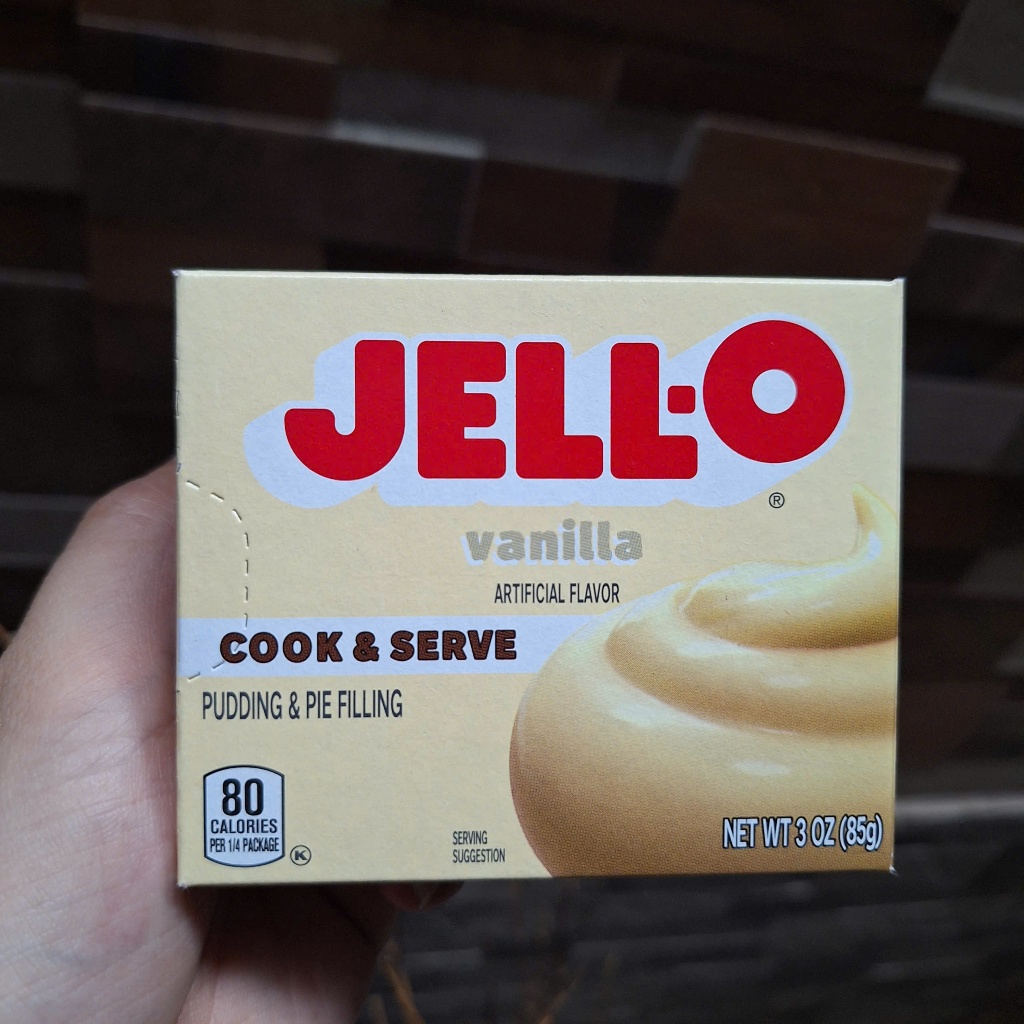 JELL-O
®
vanilla
ARTIFICIAL FLAVOR
COOK & SERVE
PUDDING & PIE FILLING
80
CALORIES
PER 1/4 PACKAGE
K
SERVING
SUGGESTION
NET WT 3 OZ (85g)